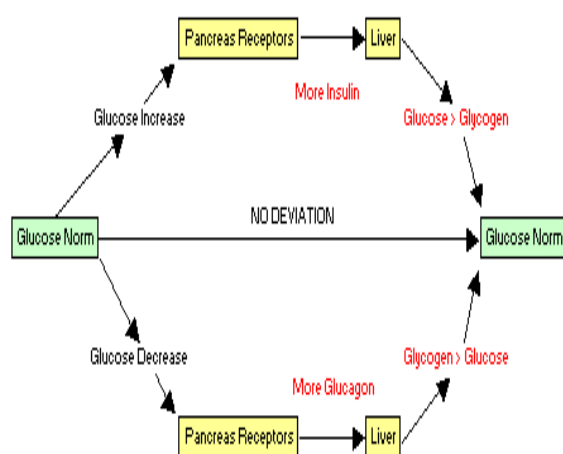 Pancreas Receptors
Liver
More Insulin
Glucose Increase
Glucose > Glycogen
NO DEVIATION
Glucose Norm
Glucose Norm
Glucose Decrease
Glycogen > Glucose
More Glucagon
Pancreas Receptors
Liver